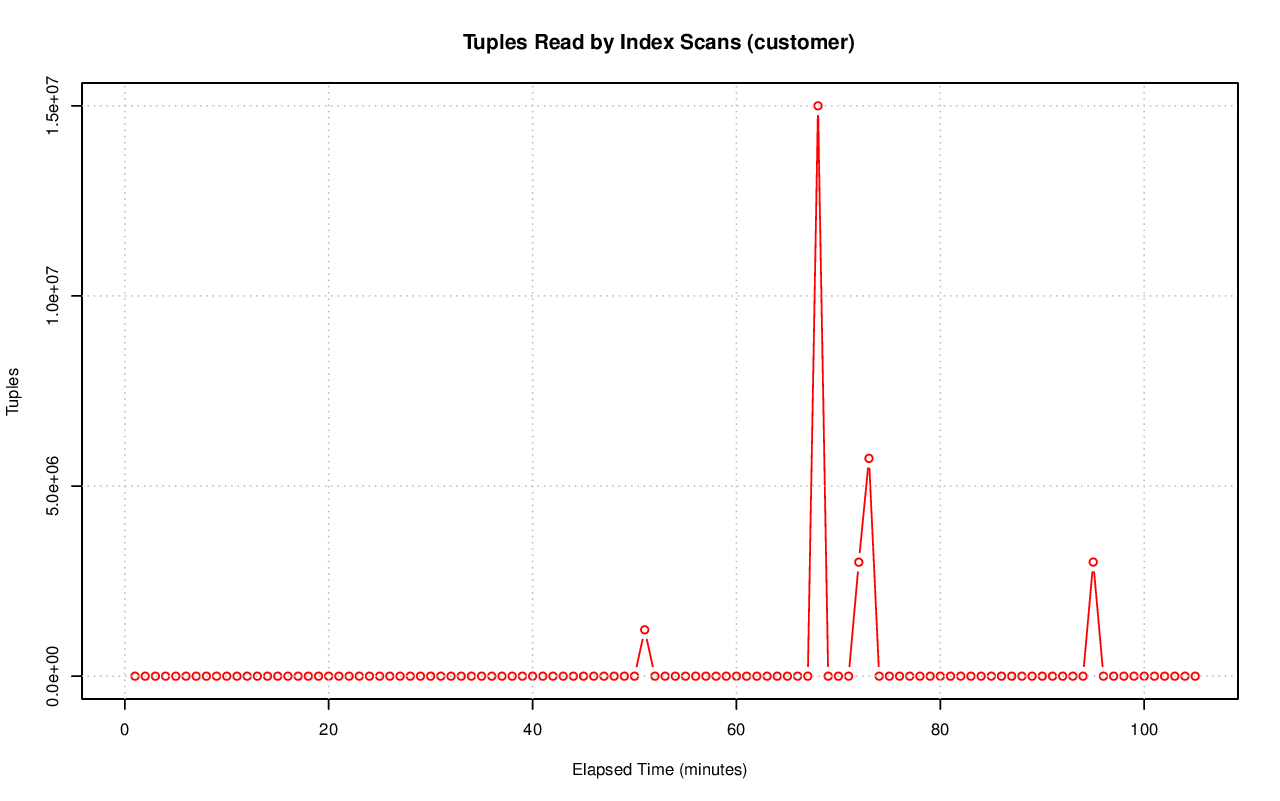 Tuples Read by Index Scans (customer)
Tuples
1.5e+07
1.0e+07
5.0e+06
0.0e+00
0 20 40 60 80 100
Elapsed Time (minutes)